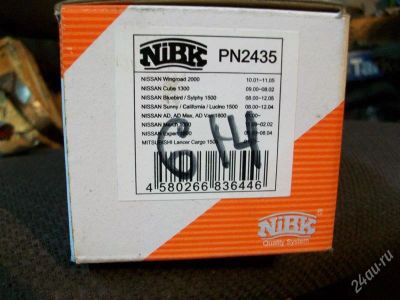 NiBK PN2435
NISSAN Wingroad 2000 10.01~11.05
NISSAN Cube 1300 09.00~08.02
NISSAN Bluebird / Sylphy 1500 08.00~12.05
NISSAN Sunny / California / Lucino 1500 08.00~12.04
NISSAN AD, AD Max, AD Van 1800
NISSAN
NISSAN Expert
MITSUBISHI Lancer Cargo
614
4 580266 836446
NiBK
Quality System
24au.ru